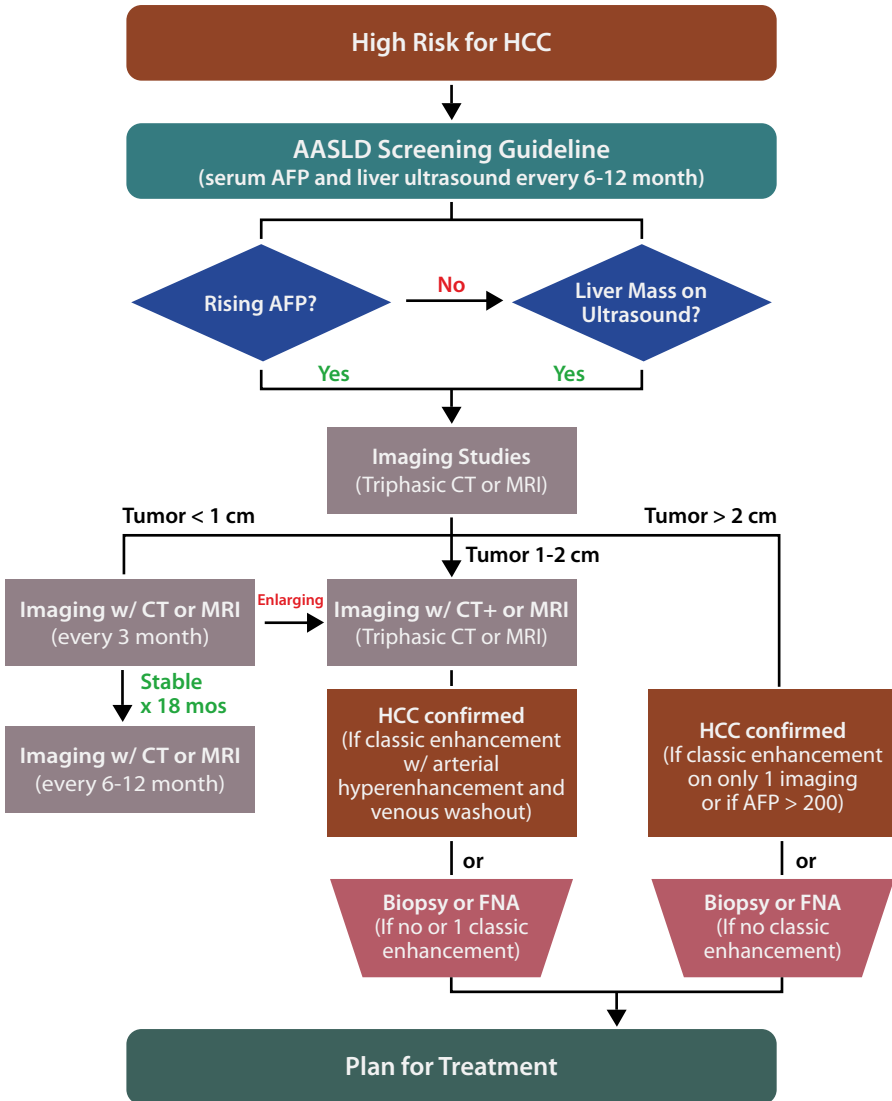 High Risk for HCC
AASLD Screening Guideline
(serum AFP and liver ultrasound ervery 6-12 month)
Rising AFP?
No
Liver Mass on
Ultrasound?
Yes
Yes
Imaging Studies
(Triphasic CT or MRI)
Tumor < 1 cm
Tumor 1-2 cm
Tumor > 2 cm
Imaging w/ CT or MRI
(every 3 month)
Enlarging
Imaging w/ CT+ or MRI
(Triphasic CT or MRI)
Stable
x 18 mos
Imaging w/ CT or MRI
(every 6-12 month)
HCC confirmed
(If classic enhancement
w/ arterial
hyperenhancement and
venous washout)
HCC confirmed
(If classic enhancement
on only 1 imaging
or if AFP > 200)
or
or
Biopsy or FNA
(If no or 1 classic
enhancement)
Biopsy or FNA
(If no classic
enhancement)
Plan for Treatment